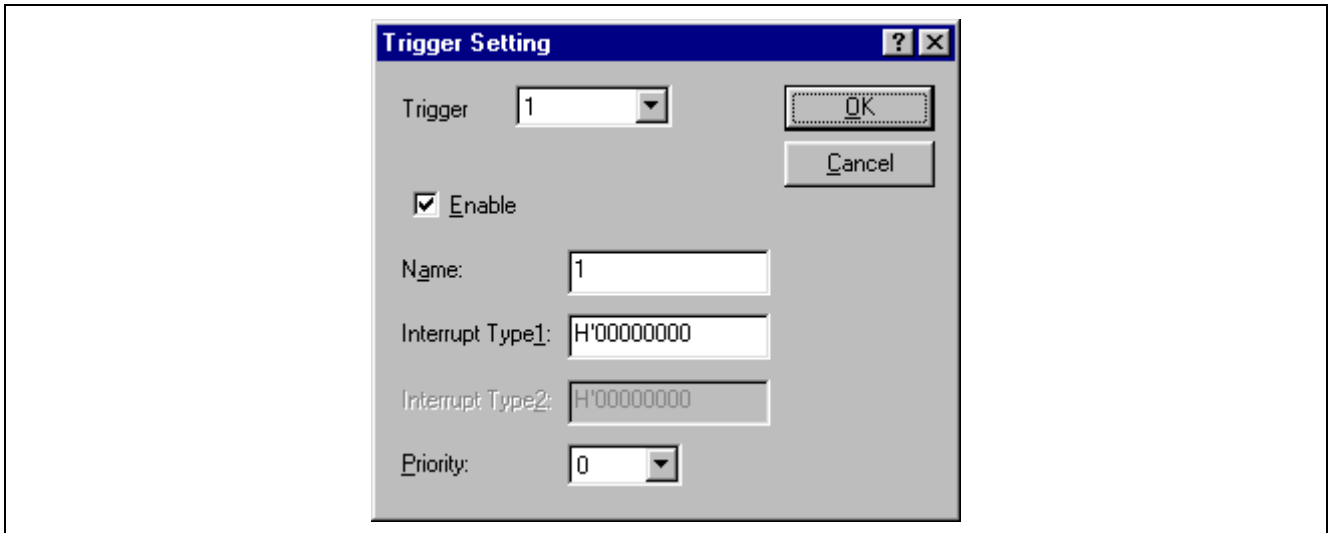 Trigger Setting
Trigger 1
OK
Cancel
Enable
Name: 1
Interrupt Type1: H'00000000
Interrupt Type2: H'00000000
Priority: 0